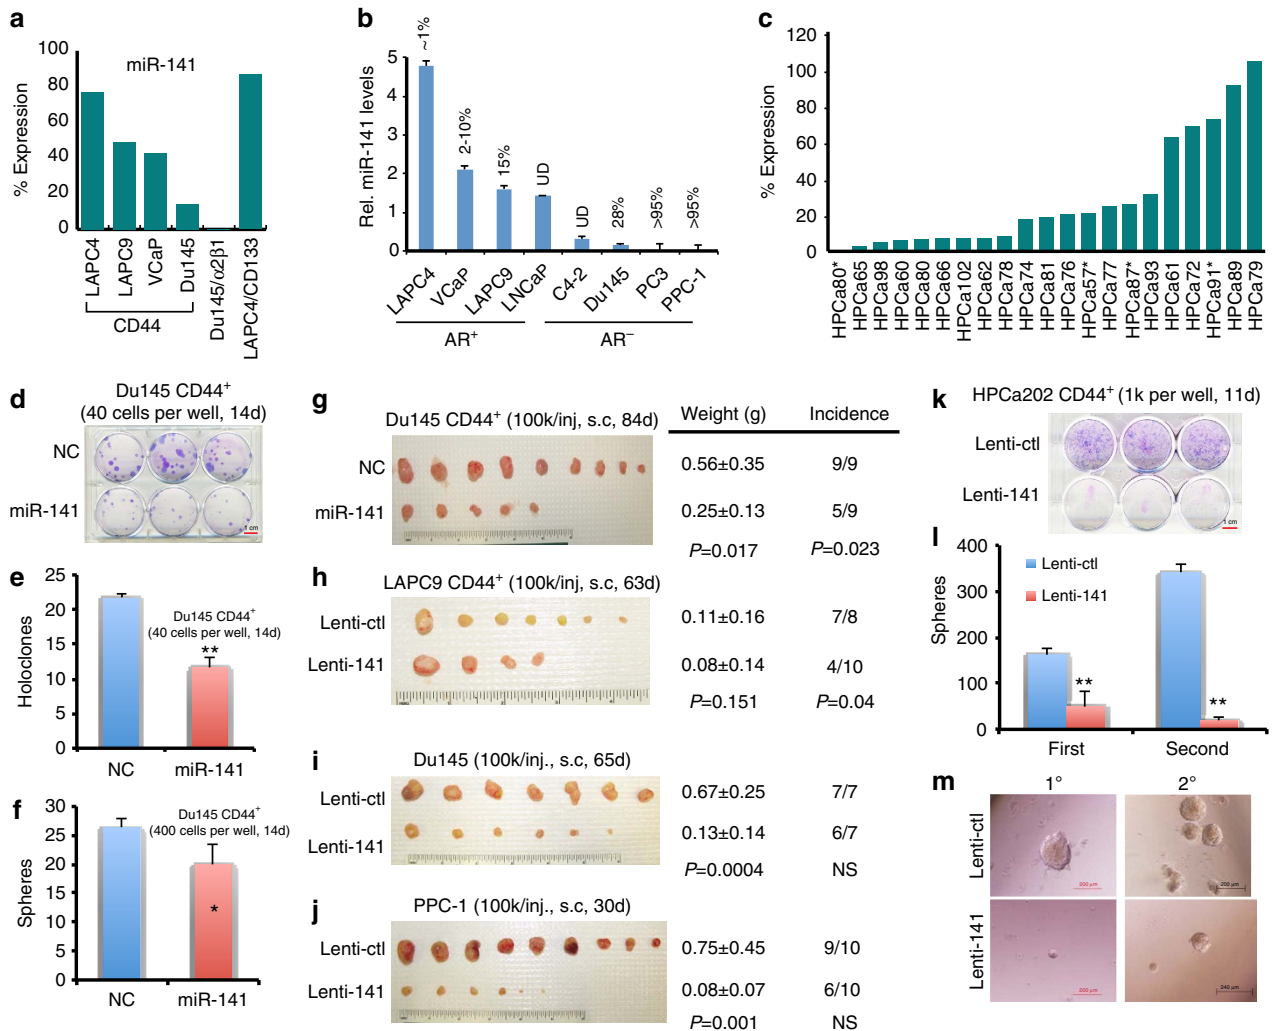 a
miR-141
% Expression
100
80
60
40
20
0
LAPC4
LAPC9
VCaP
Du145
Du145/α2β1
LAPC4/CD133
CD44
b
Rel. miR-141 levels
5
4
3
2
1
0
~1%
2-10%
15%
UD
UD
28%
>95%
>95%
LAPC4
VCaP
LAPC9
LNCaP
C4-2
Du145
PC3
PPC-1
AR⁺
AR⁻
c
% Expression
120
100
80
60
40
20
0
HPCa80*
HPCa65
HPCa98
HPCa60
HPCa80
HPCa66
HPCa102
HPCa62
HPCa78
HPCa74
HPCa81
HPCa76
HPCa57*
HPCa77
HPCa87*
HPCa93
HPCa61
HPCa72
HPCa91*
HPCa89
HPCa79
d
Du145 CD44⁺
(40 cells per well, 14d)
NC
miR-141
1 cm
e
Holoclones
25
20
15
10
5
0
Du145 CD44⁺
(40 cells per well, 14d)
**
NC
miR-141
f
Spheres
30
25
20
15
10
5
0
Du145 CD44⁺
(400 cells per well, 14d)
*
NC
miR-141
g
Du145 CD44⁺ (100k/inj, s.c, 84d)
Weight (g)
Incidence
NC
0.56±0.35
9/9
miR-141
0.25±0.13
5/9
P=0.017
P=0.023
h
LAPC9 CD44⁺ (100k/inj, s.c, 63d)
Lenti-ctl
0.11±0.16
7/8
Lenti-141
0.08±0.14
4/10
P=0.151
P=0.04
i
Du145 (100k/inj., s.c, 65d)
Lenti-ctl
0.67±0.25
7/7
Lenti-141
0.13±0.14
6/7
P=0.0004
NS
j
PPC-1 (100k/inj., s.c, 30d)
Lenti-ctl
0.75±0.45
9/10
Lenti-141
0.08±0.07
6/10
P=0.001
NS
k
HPCa202 CD44⁺ (1k per well, 11d)
Lenti-ctl
Lenti-141
1 cm
l
Spheres
400
300
200
100
0
Lenti-ctl
Lenti-141
**
**
First
Second
m
1°
2°
Lenti-ctl
200 μm
200 μm
Lenti-141
200 μm
240 μm